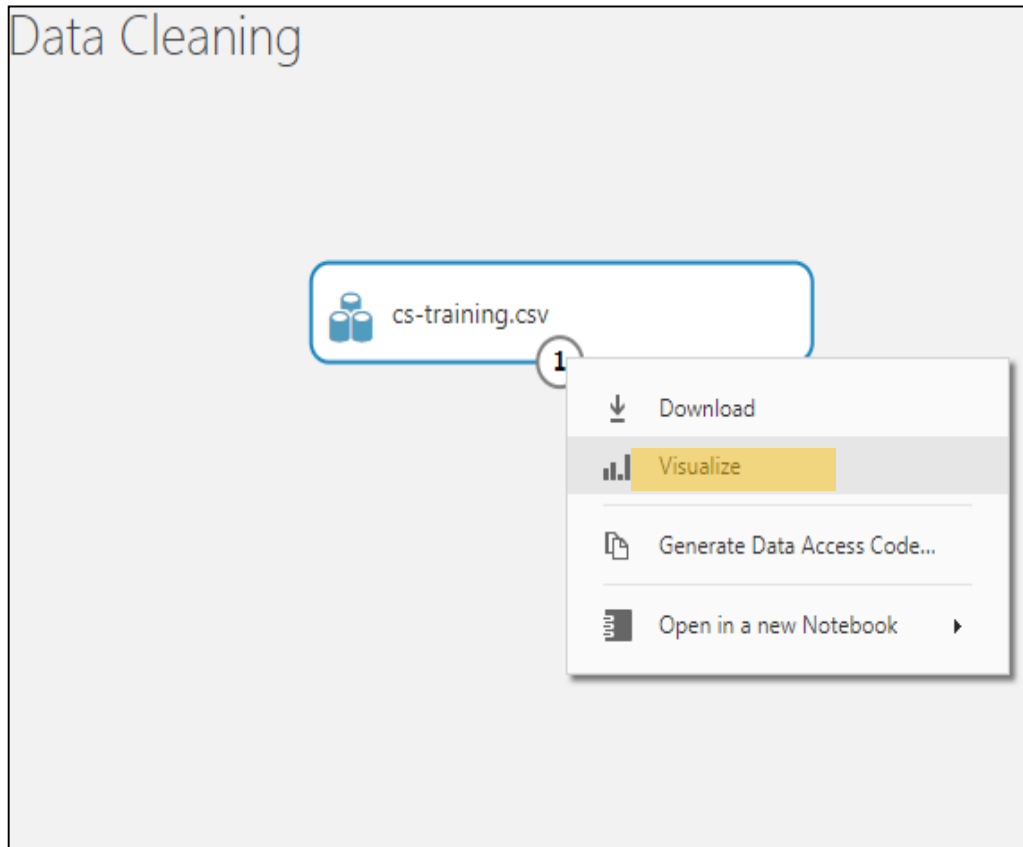 Data Cleaning
cs-training.csv
1
Download
Visualize
Generate Data Access Code...
Open in a new Notebook